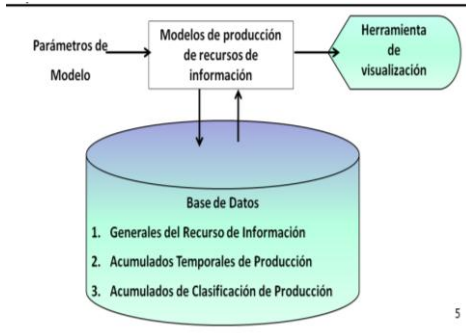 Parámetros de
Modelo
Modelos de producción
de recursos de
información
Herramienta
de
visualización
Base de Datos
1. Generales del Recurso de Información
2. Acumulados Temporales de Producción
3. Acumulados de Clasificación de Producción
5